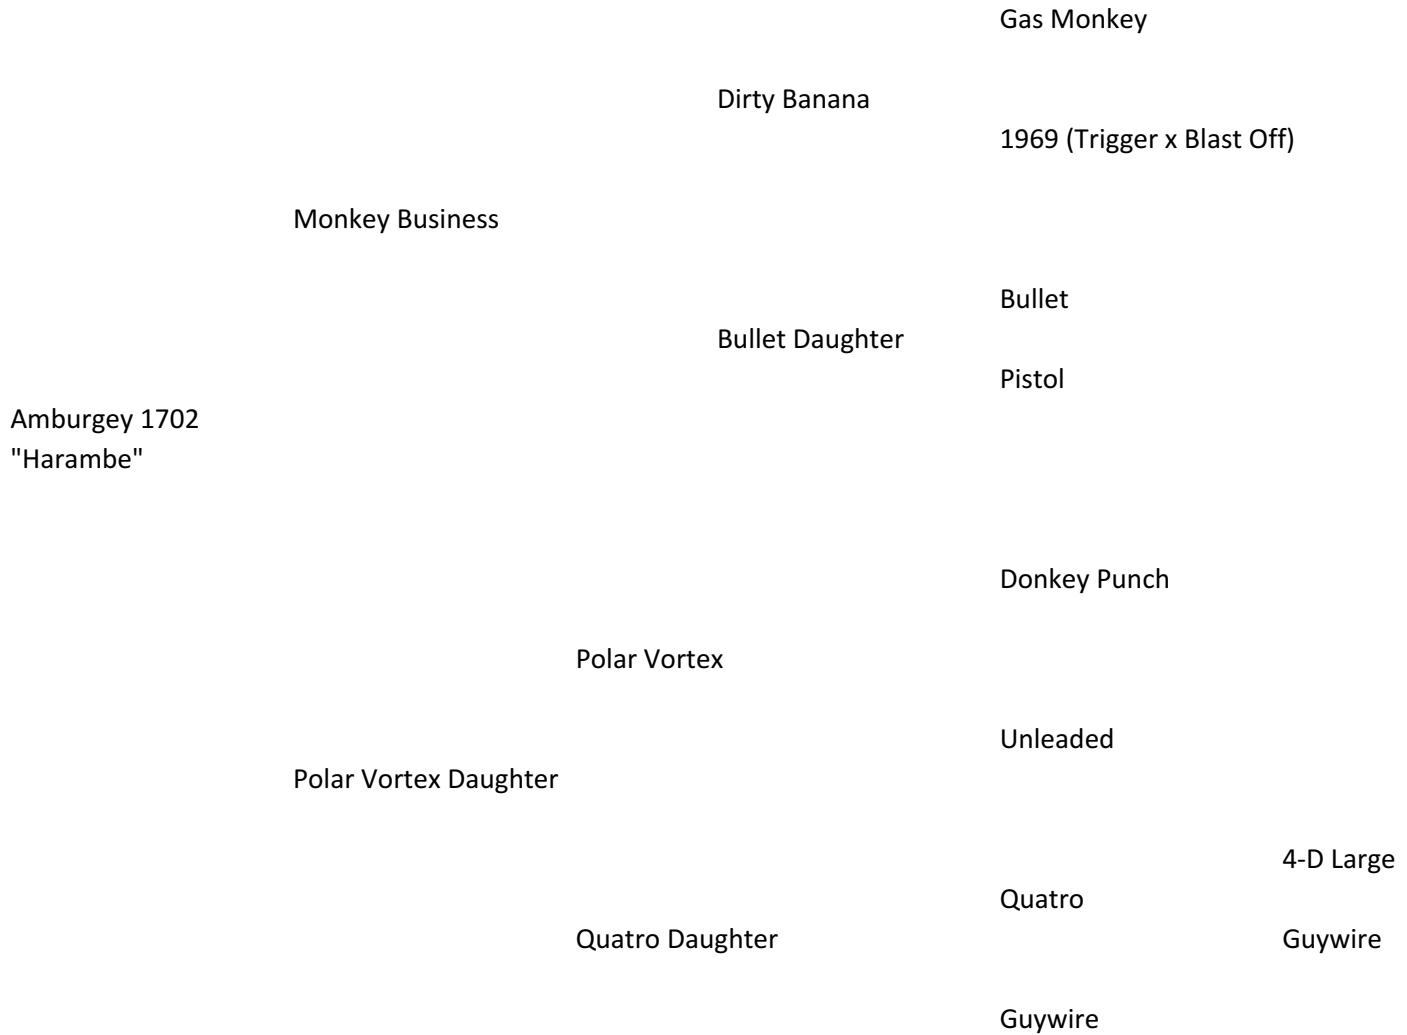 Gas Monkey
Dirty Banana
1969 (Trigger x Blast Off)
Monkey Business
Bullet
Bullet Daughter
Pistol
Amburgey 1702
"Harambe"
Donkey Punch
Polar Vortex
Unleaded
Polar Vortex Daughter
4-D Large
Quatro
Quatro Daughter
Guywire
Guywire